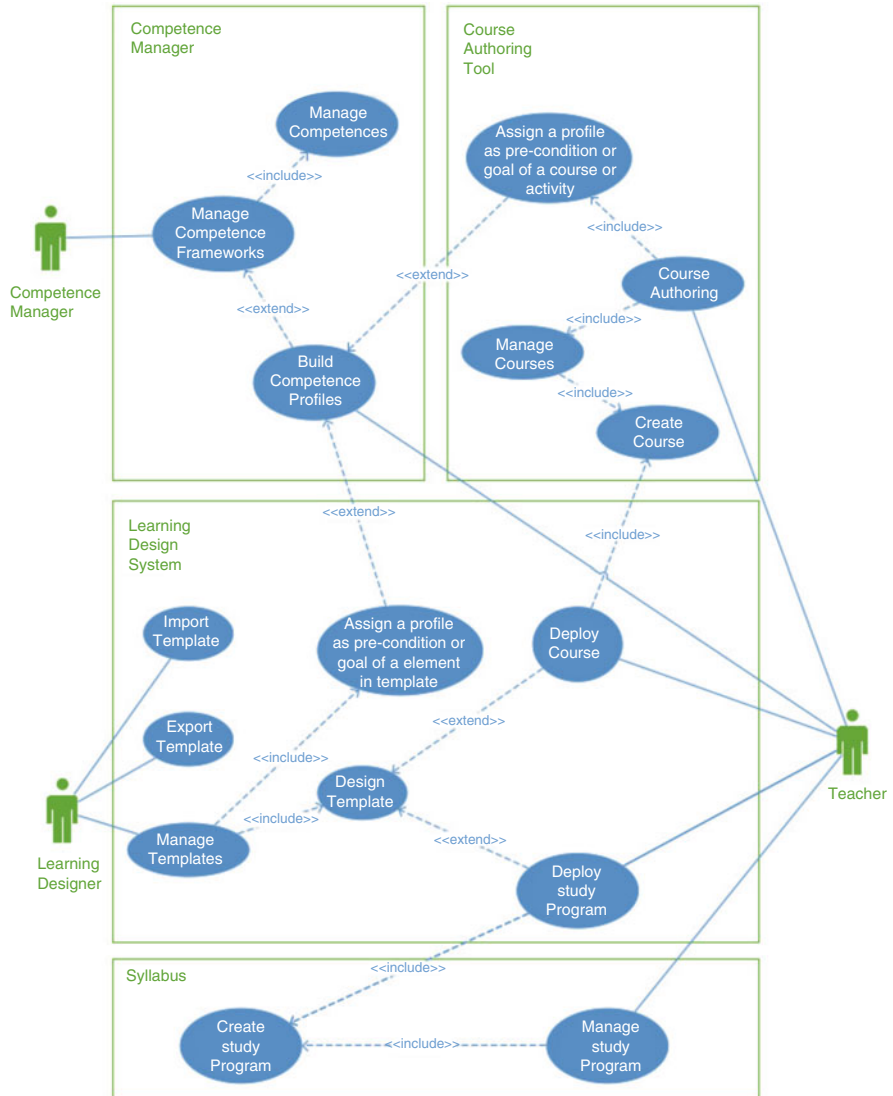 Competence
Manager
Course
Authoring
Tool
Manage
Competences
Assign a profile
as pre-condition or
goal of a course or
activity
<<include>>
Manage
Competence
Frameworks
<<include>>
Competence
Manager
<<extend>>
Course
Authoring
<<extend>>
<<include>>
Manage
Courses
Build
Competence
Profiles
<<include>>
Create
Course
<<extend>>
Learning
Design
System
<<include>>
Import
Template
Assign a profile
as pre-condition or
goal of a element
in template
Deploy
Course
Export
Template
<<extend>>
<<include>>
Design
Template
Teacher
<<include>>
Manage
Templates
<<extend>>
Learning
Designer
Deploy
study
Program
Syllabus
<<include>>
Create
study
Program
<<include>>
Manage
study
Program